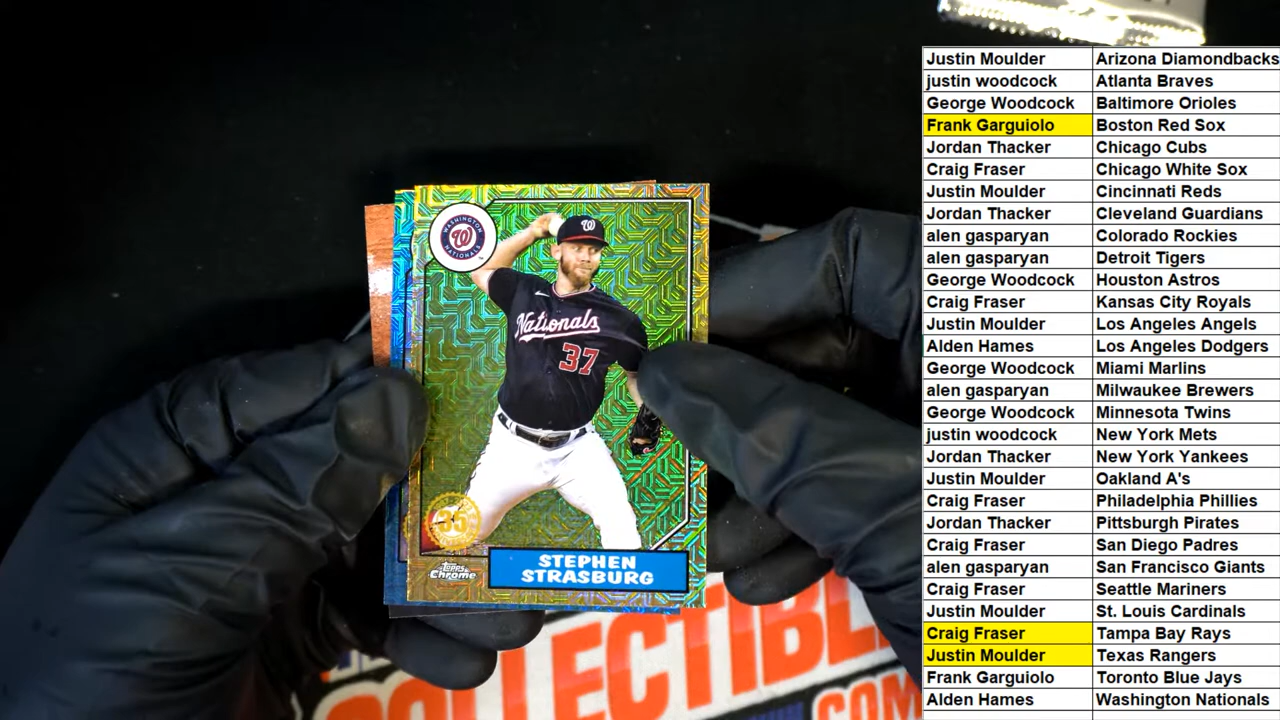 WASHINGTON
NATIONALS
W
W
Nationals
37
35
Topps
Chrome
STEPHEN
STRASBURG
COLLECTIBLE
.COM
Justin Moulder Arizona Diamondbacks
justin woodcock Atlanta Braves
George Woodcock Baltimore Orioles
Frank Garguiolo Boston Red Sox
Jordan Thacker Chicago Cubs
Craig Fraser Chicago White Sox
Justin Moulder Cincinnati Reds
Jordan Thacker Cleveland Guardians
alen gasparyan Colorado Rockies
alen gasparyan Detroit Tigers
George Woodcock Houston Astros
Craig Fraser Kansas City Royals
Justin Moulder Los Angeles Angels
Alden Hames Los Angeles Dodgers
George Woodcock Miami Marlins
alen gasparyan Milwaukee Brewers
George Woodcock Minnesota Twins
justin woodcock New York Mets
Jordan Thacker New York Yankees
Justin Moulder Oakland A's
Craig Fraser Philadelphia Phillies
Jordan Thacker Pittsburgh Pirates
Craig Fraser San Diego Padres
alen gasparyan San Francisco Giants
Craig Fraser Seattle Mariners
Justin Moulder St. Louis Cardinals
Craig Fraser Tampa Bay Rays
Justin Moulder Texas Rangers
Frank Garguiolo Toronto Blue Jays
Alden Hames Washington Nationals